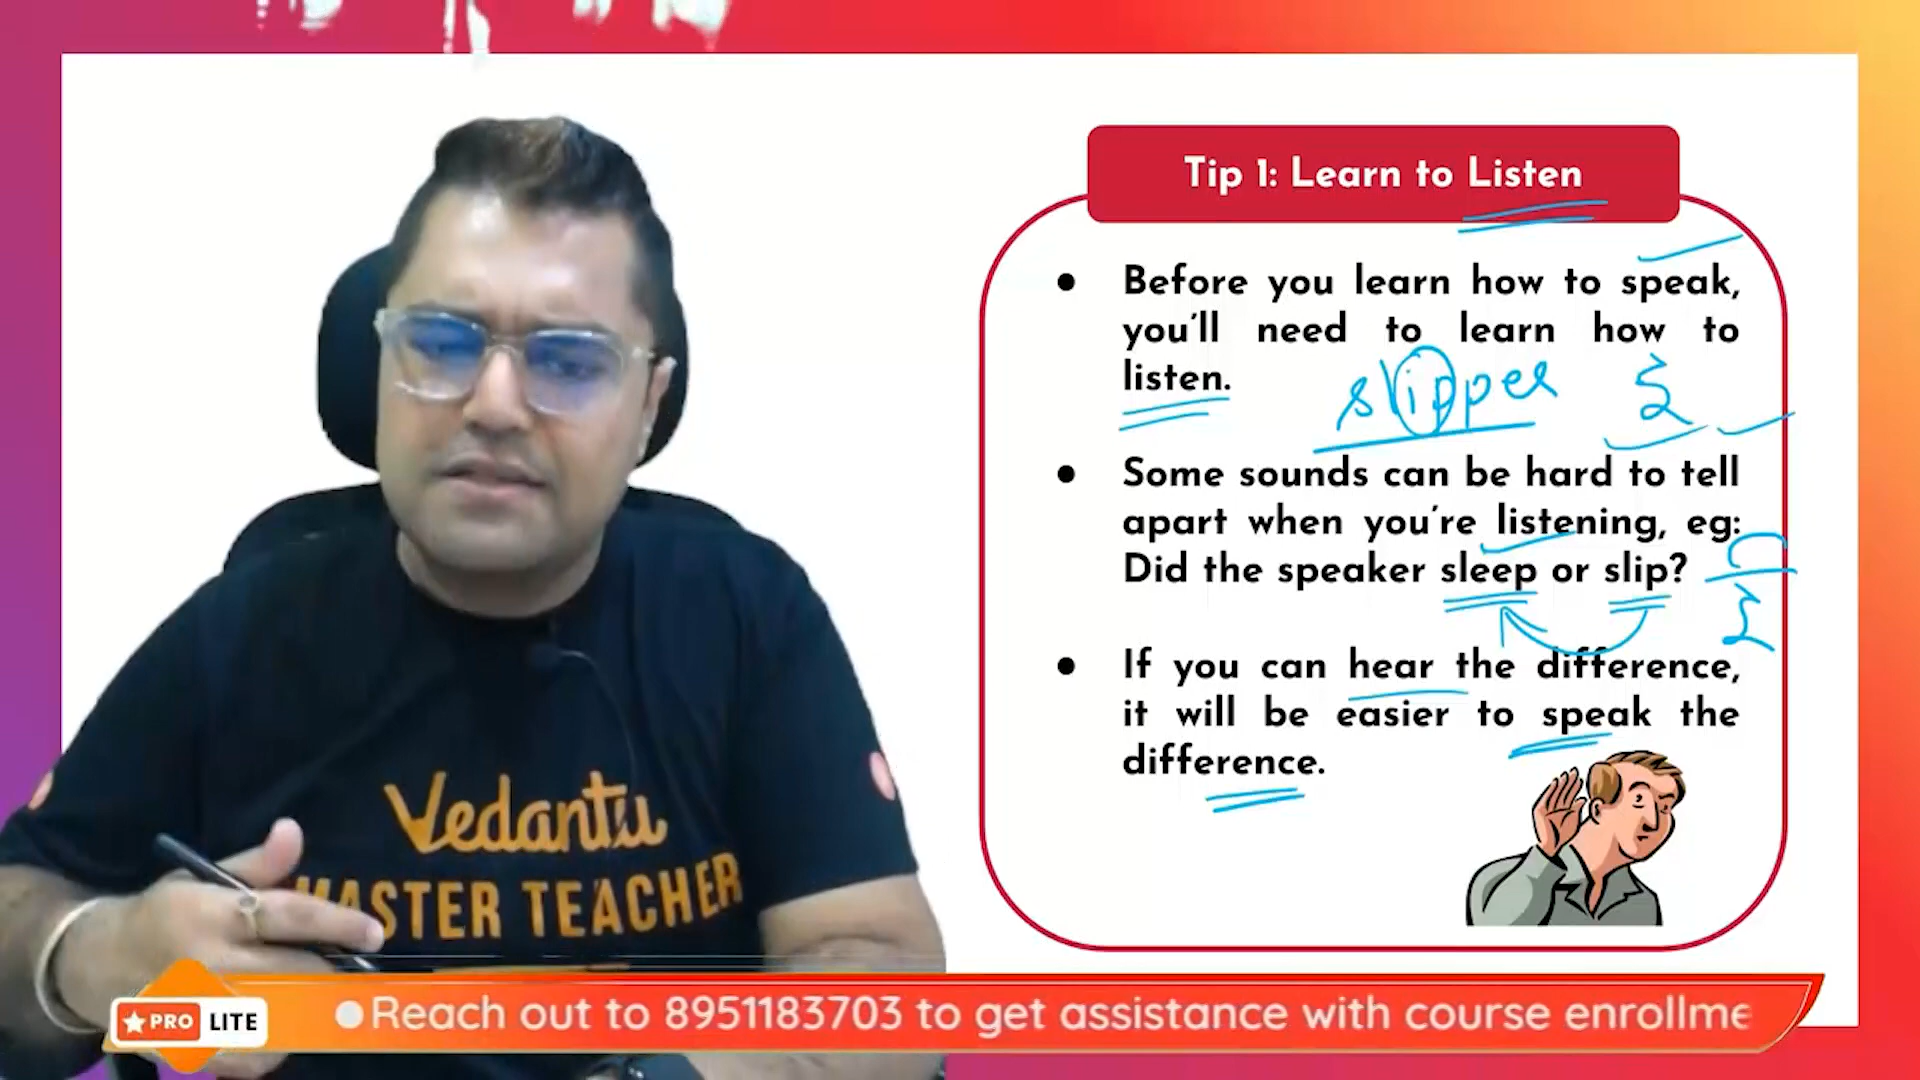 Tip 1: Learn to Listen
● Before you learn how to speak,
you'll need to learn how to
listen.
slipper
● Some sounds can be hard to tell
apart when you're listening, eg:
Did the speaker sleep or slip?
● If you can hear the difference,
it will be easier to speak the
difference.
Vedantu
MASTER TEACHER
★ PRO LITE
●Reach out to 8951183703 to get assistance with course enrollme